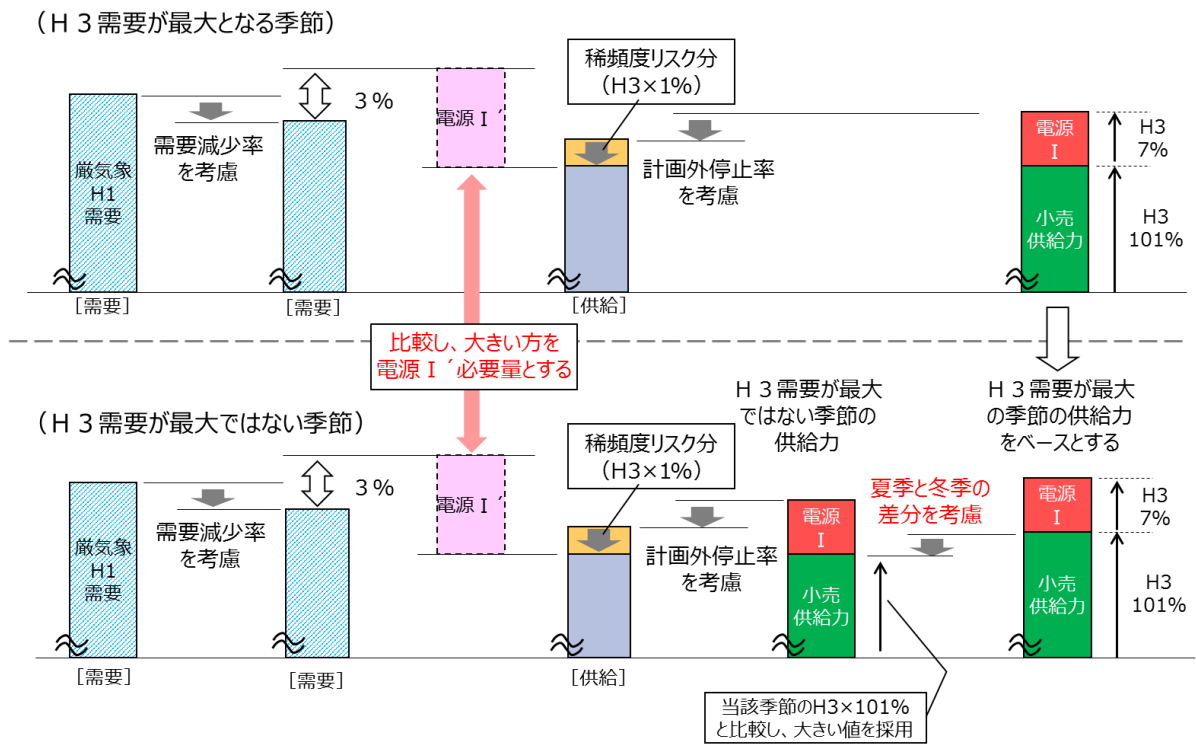 （Ｈ３需要が最大となる季節）
厳気象
H1
需要
需要減少率
を考慮
３％
電源Ⅰ´
稀頻度リスク分
（H3×1%）
計画外停止率
を考慮
電源
Ⅰ
小売
供給力
H3
7%
H3
101%
[需要]
[需要]
[供給]
比較し、大きい方を
電源Ⅰ´必要量とする
（Ｈ３需要が最大ではない季節）
Ｈ３需要が最大
ではない季節の
供給力
Ｈ３需要が最大
の季節の供給力
をベースとする
厳気象
H1
需要
需要減少率
を考慮
３％
電源Ⅰ´
稀頻度リスク分
（H3×1%）
計画外停止率
を考慮
電源
Ⅰ
小売
供給力
夏季と冬季の
差分を考慮
電源
Ⅰ
小売
供給力
H3
7%
H3
101%
[需要]
[需要]
[供給]
当該季節のH3×101%
と比較し、大きい値を採用